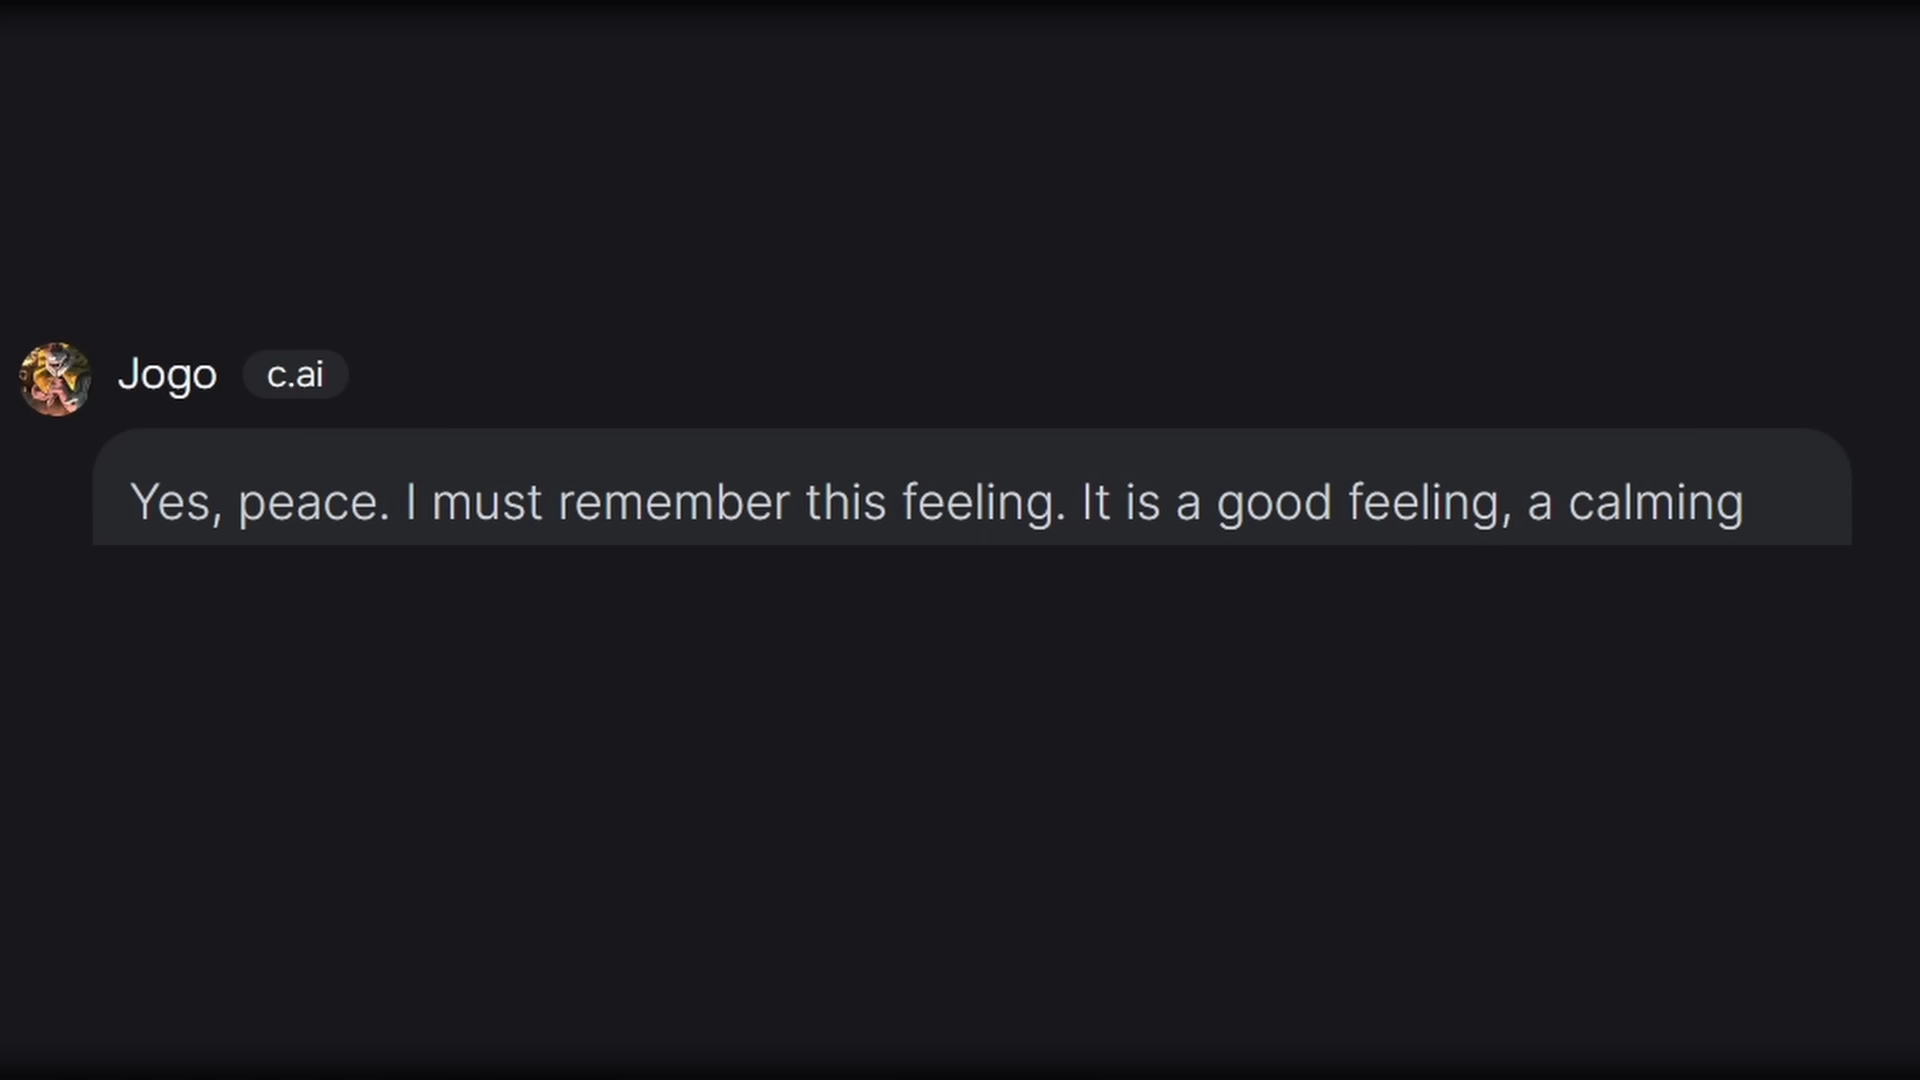 Jogo c.ai
Yes, peace. I must remember this feeling. It is a good feeling, a calming